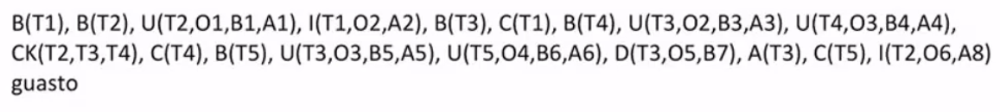 B(T1), B(T2), U(T2,O1,B1,A1), I(T1,O2,A2), B(T3), C(T1), B(T4), U(T3,O2,B3,A3), U(T4,O3,B4,A4),
CK(T2,T3,T4), C(T4), B(T5), U(T3,O3,B5,A5), U(T5,O4,B6,A6), D(T3,O5,B7), A(T3), C(T5), I(T2,O6,A8)
guasto